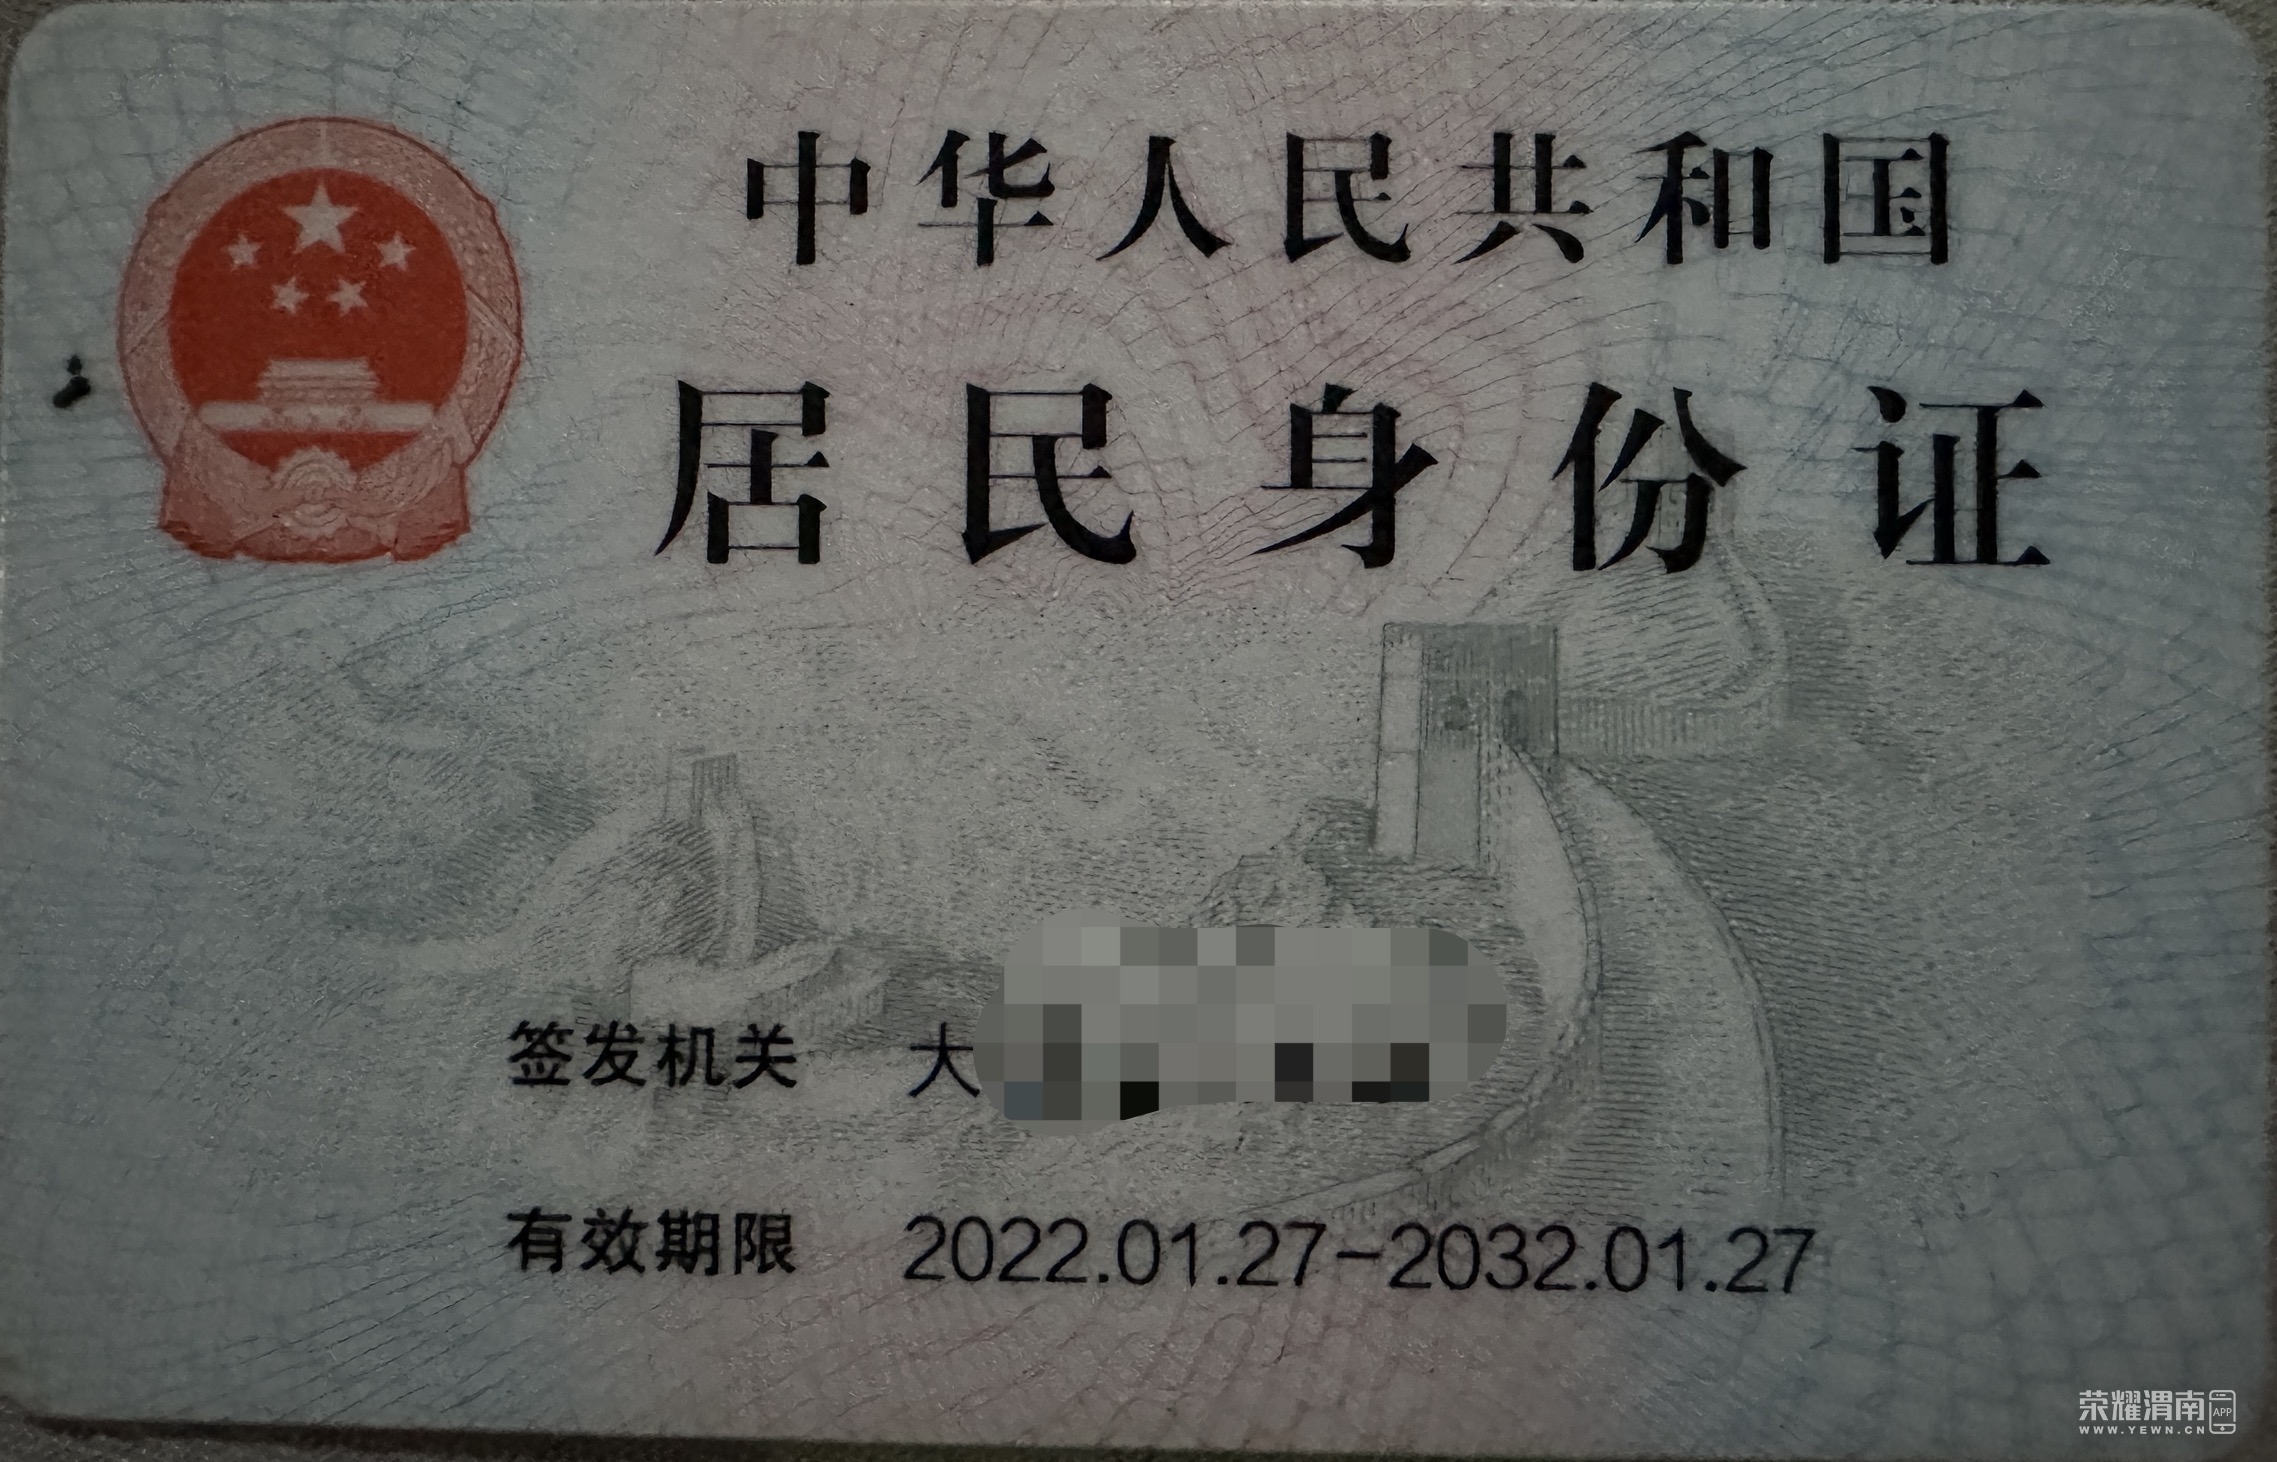 中华人民共和国
居民身份证
签发机关 大
有效期限 2022.01.27-2032.01.27
荣耀渭南 APP
WWW.YEWN.CN